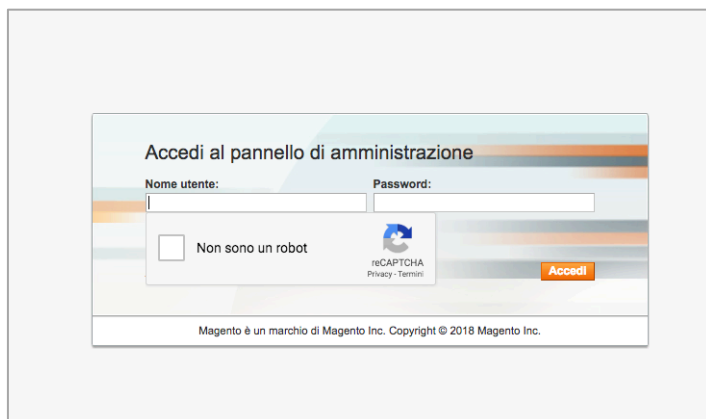 Accedi al pannello di amministrazione
Nome utente: Password:
Non sono un robot
reCAPTCHA
Privacy - Termini
Accedi
Magento è un marchio di Magento Inc. Copyright © 2018 Magento Inc.